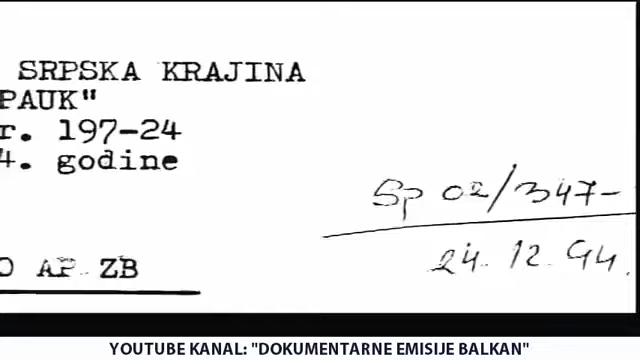 SRPSKA KRAJINA
PAUK"
r. 197-24
4. godine
Sp 02/347-
24. 12. 94.
O AP ZB
YOUTUBE KANAL: "DOKUMENTARNE EMISIJE BALKAN"